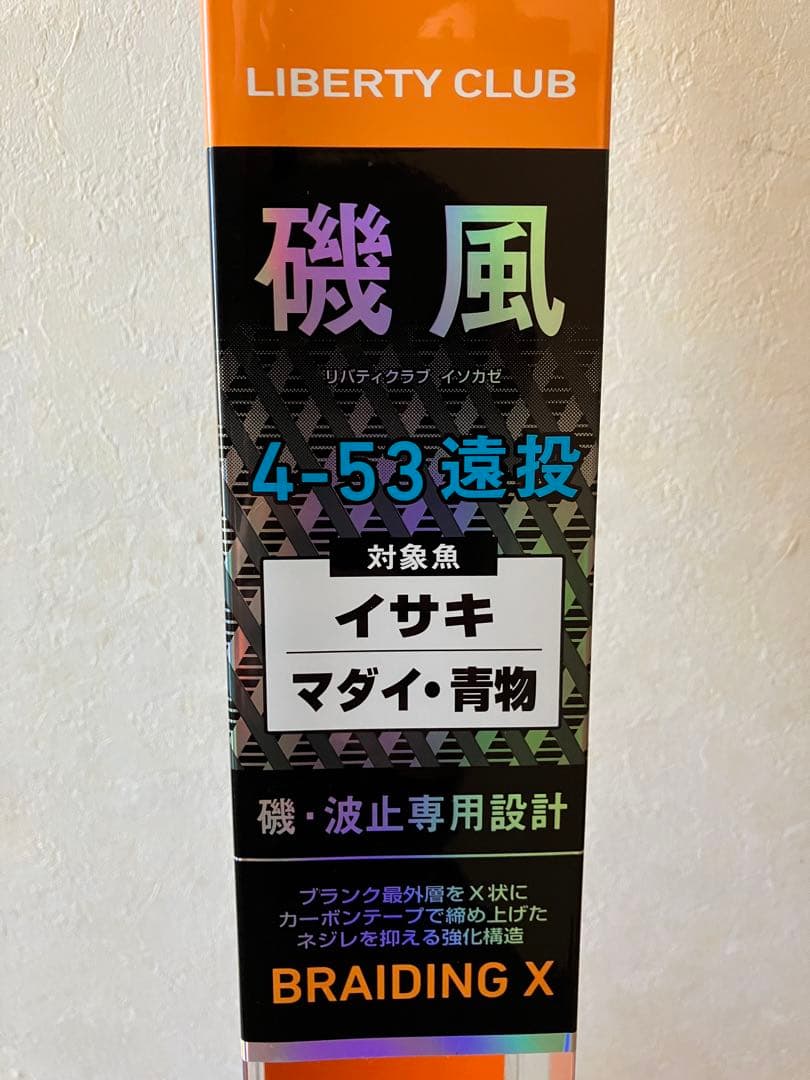 LIBERTY CLUB
磯風
リバティクラブ イソカゼ
4-53遠投
対象魚
イサキ
マダイ・青物
磯・波止専用設計
ブランク最外層をX状に
カーボンテープで締め上げた
ネジレを抑える強化構造
BRAIDING X